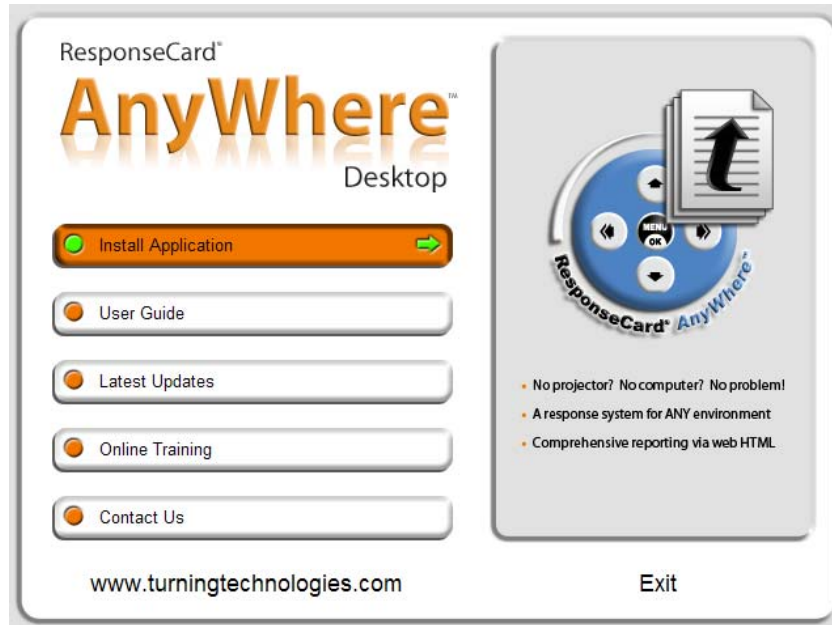 ResponseCard®
AnyWhere™
Desktop
Install Application
User Guide
Latest Updates
Online Training
Contact Us
www.turningtechnologies.com
t
MENU
OK
ResponseCard® AnyWhere™
• No projector? No computer? No problem!
• A response system for ANY environment
• Comprehensive reporting via web HTML
Exit